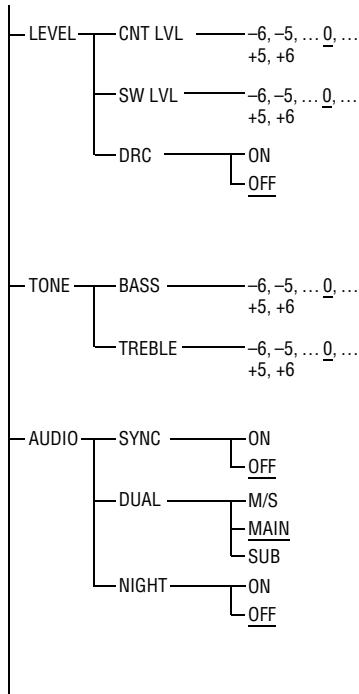 LEVEL CNT LVL –6, –5, … 0, …
+5, +6
SW LVL –6, –5, … 0, …
+5, +6
DRC ON
OFF
TONE BASS –6, –5, … 0, …
+5, +6
TREBLE –6, –5, … 0, …
+5, +6
AUDIO SYNC ON
OFF
DUAL M/S
MAIN
SUB
NIGHT ON
OFF